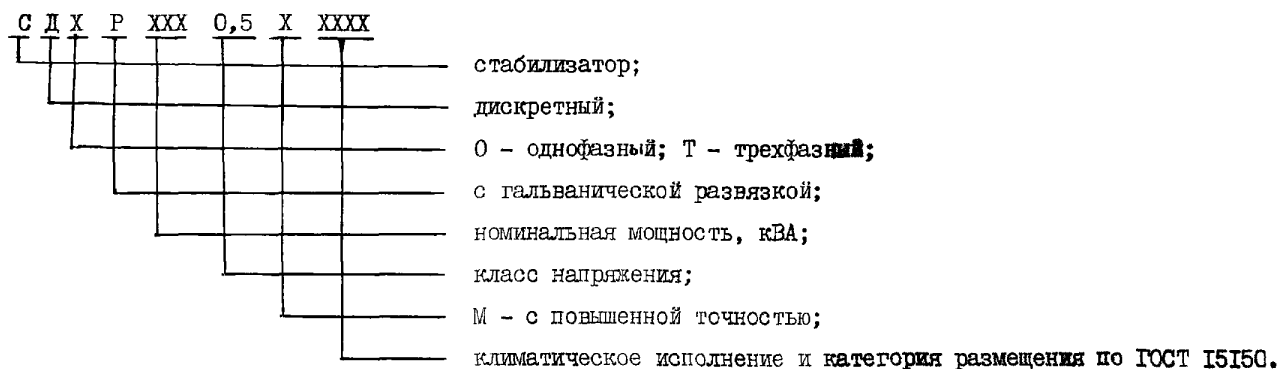 С Д Х Р ХХХ 0,5 Х ХХХХ
стабилизатор;
дискретный;
О - однофазный; Т - трехфазный;
с гальванической развязкой;
номинальная мощность, кВА;
класс напряжения;
М - с повышенной точностью;
климатическое исполнение и категория размещения по ГОСТ I5I50.